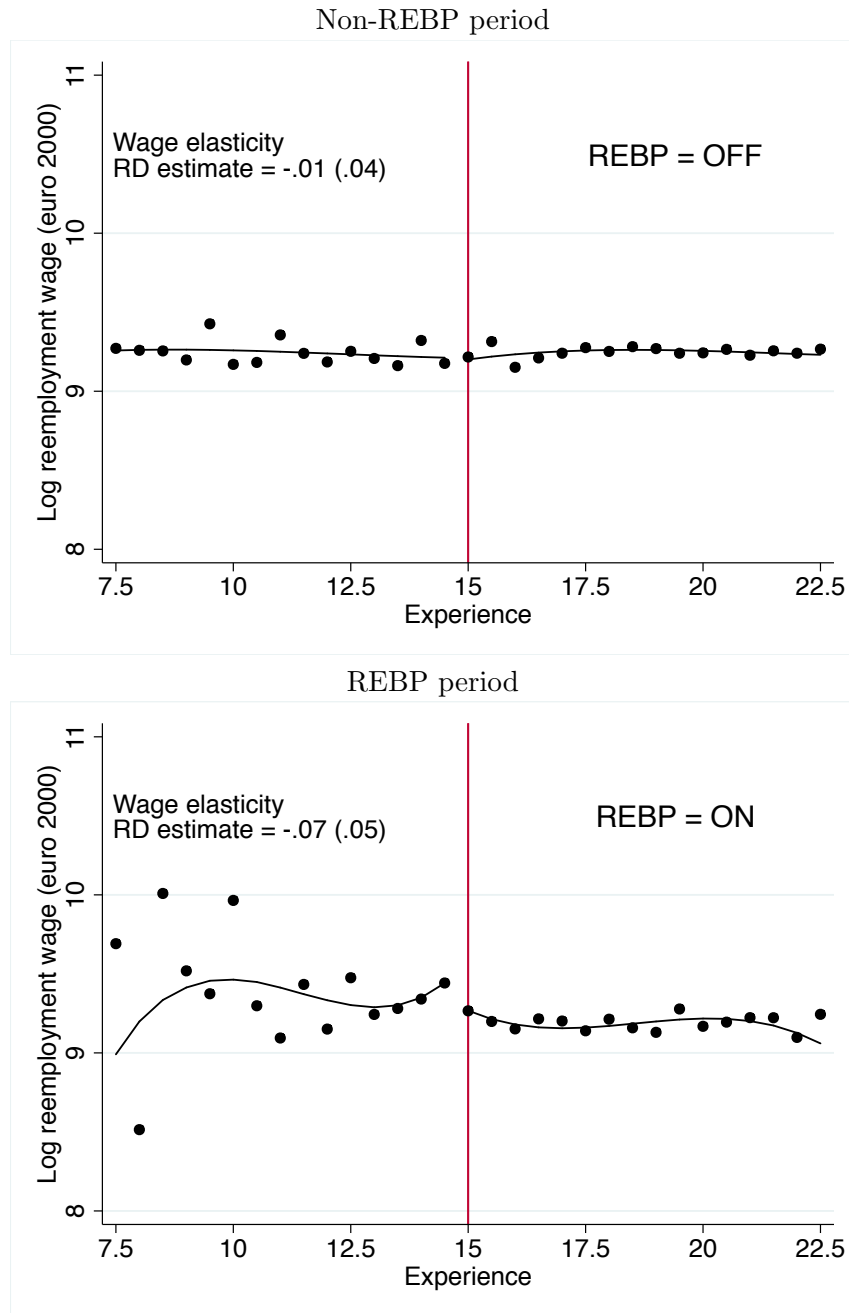 Non-REBP period
Log reemployment wage (euro 2000)
11
10
9
8
Wage elasticity
RD estimate = -.01 (.04)
REBP = OFF
7.5 10 12.5 15 17.5 20 22.5
Experience
REBP period
Log reemployment wage (euro 2000)
11
10
9
8
Wage elasticity
RD estimate = -.07 (.05)
REBP = ON
7.5 10 12.5 15 17.5 20 22.5
Experience